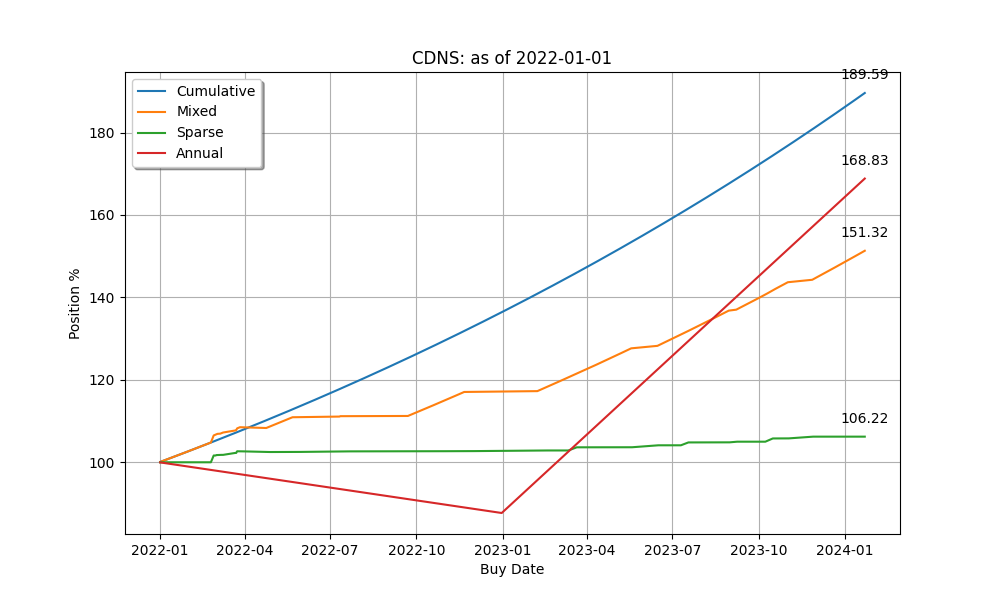 CDNS: as of 2022-01-01
Cumulative
Mixed
Sparse
Annual
189.59
168.83
151.32
106.22
180
160
140
120
100
Position %
2022-01 2022-04 2022-07 2022-10 2023-01 2023-04 2023-07 2023-10 2024-01
Buy Date